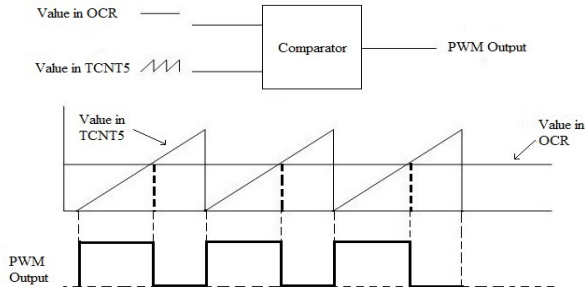 Value in OCR
Comparator
PWM Output
Value in TCNT5
Value in
TCNT5
Value in
OCR
PWM
Output